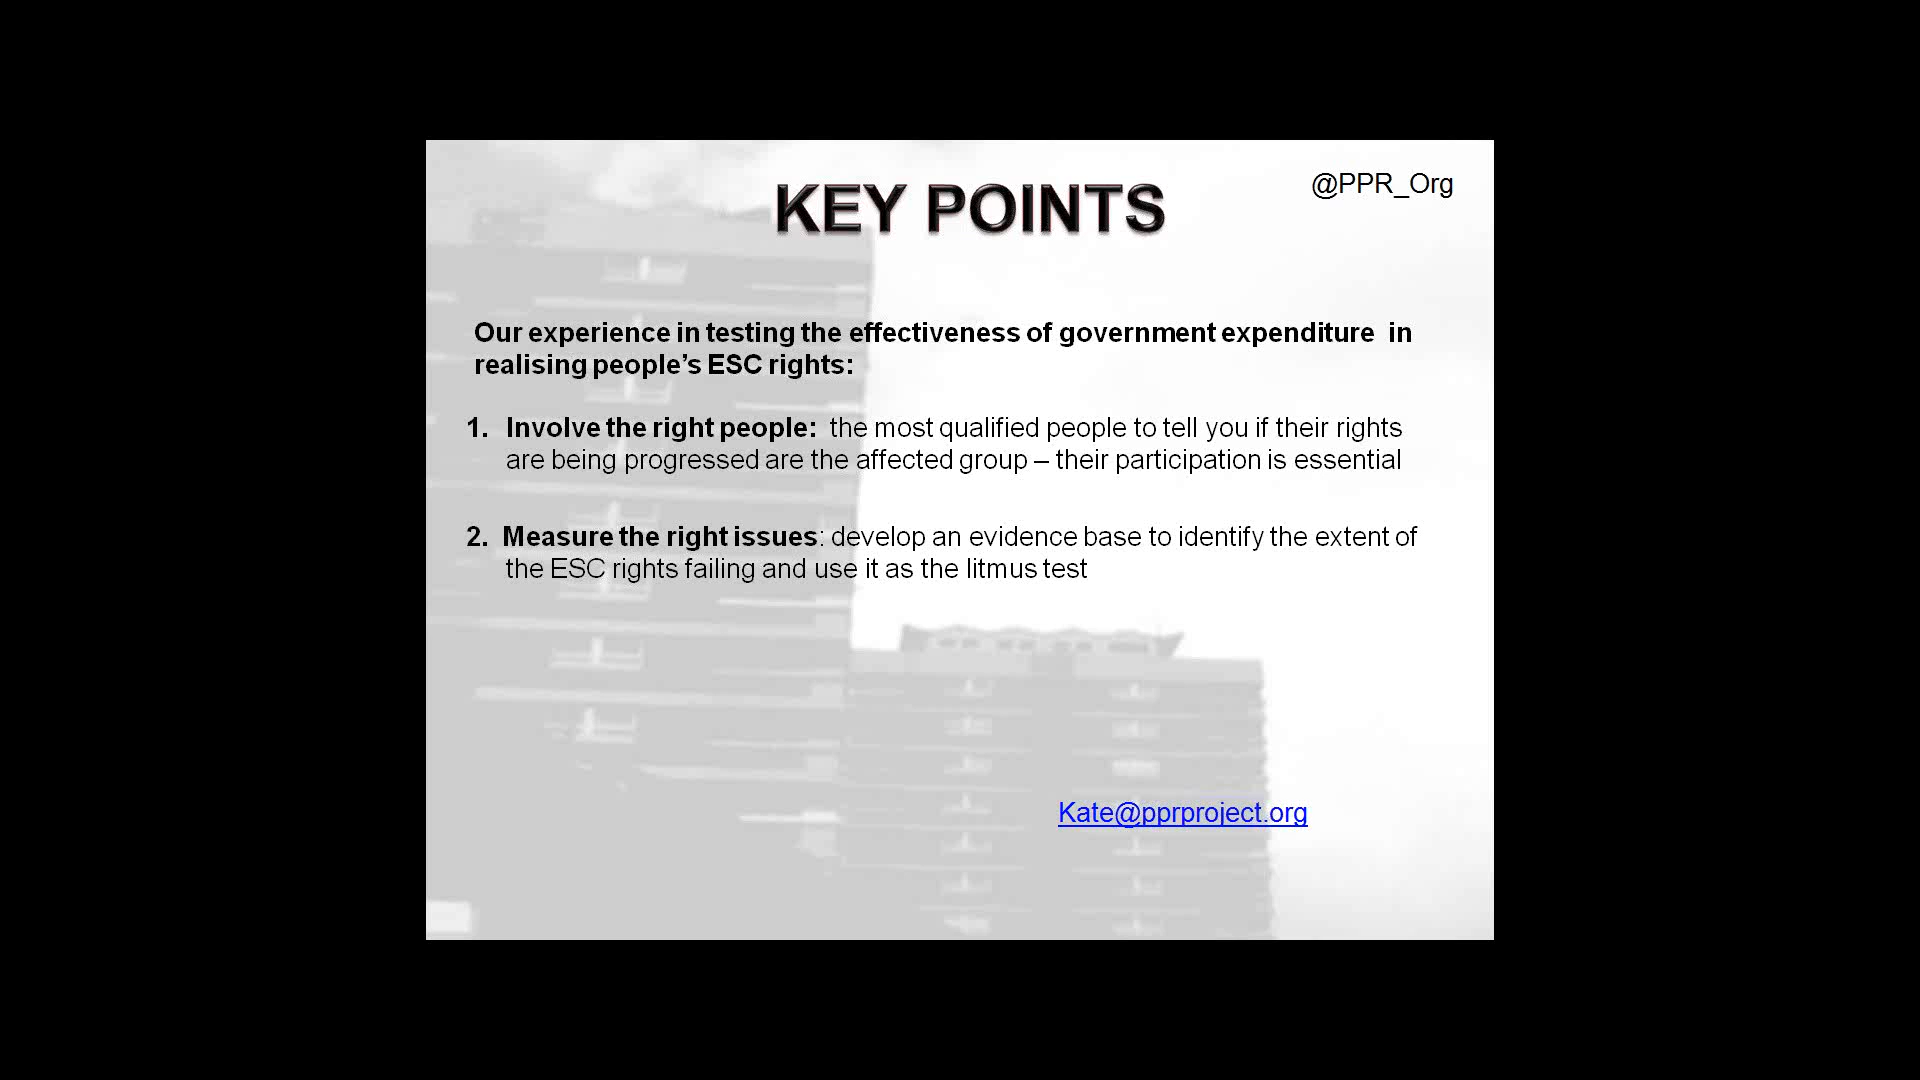 @PPR_Org
KEY POINTS
Our experience in testing the effectiveness of government expenditure in
realising people’s ESC rights:
1. Involve the right people: the most qualified people to tell you if their rights
are being progressed are the affected group – their participation is essential
2. Measure the right issues: develop an evidence base to identify the extent of
the ESC rights failing and use it as the litmus test
Kate@pprproject.org